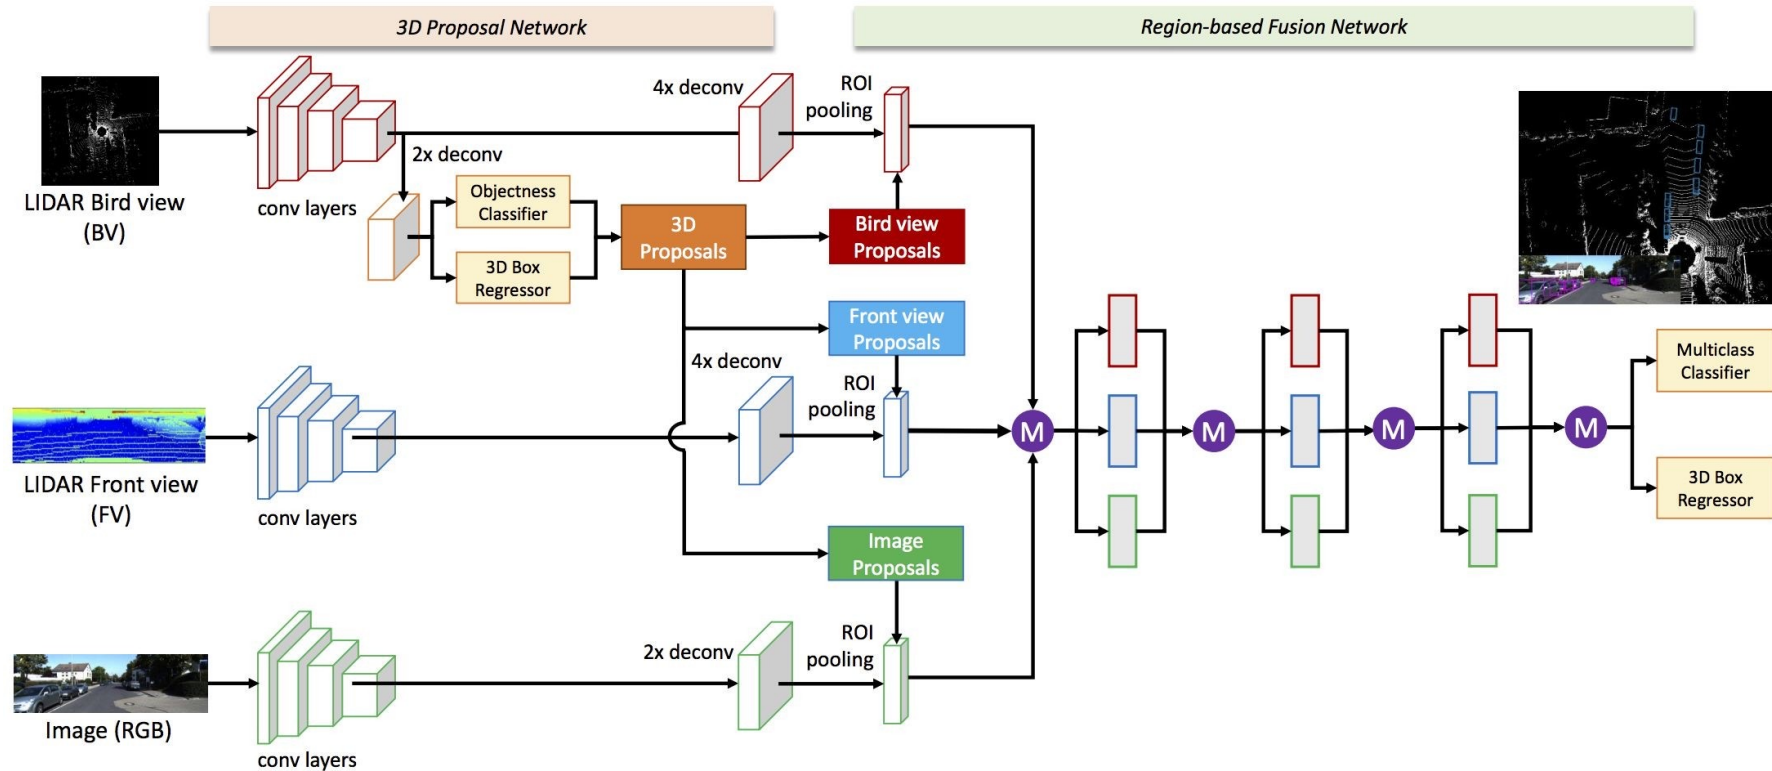 3D Proposal Network
Region-based Fusion Network
LIDAR Bird view
(BV)
conv layers
2x deconv
4x deconv
ROI
pooling
Objectness
Classifier
3D Box
Regressor
3D
Proposals
Bird view
Proposals
Front view
Proposals
LIDAR Front view
(FV)
conv layers
4x deconv
ROI
pooling
Image
Proposals
Image (RGB)
conv layers
2x deconv
ROI
pooling
M
M
M
M
Multiclass
Classifier
3D Box
Regressor